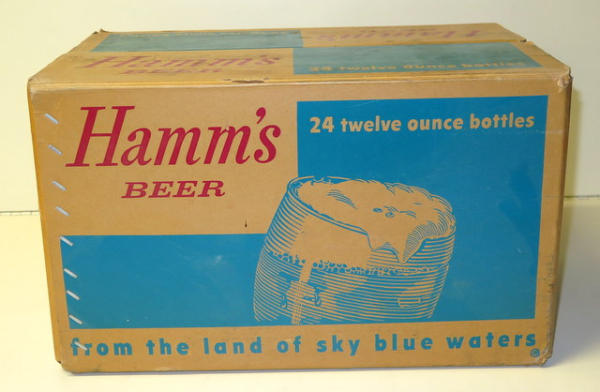 Hamm's
BEER
24 twelve ounce bottles
Hamm's
BEER
24 twelve ounce bottles
from the land of sky blue waters